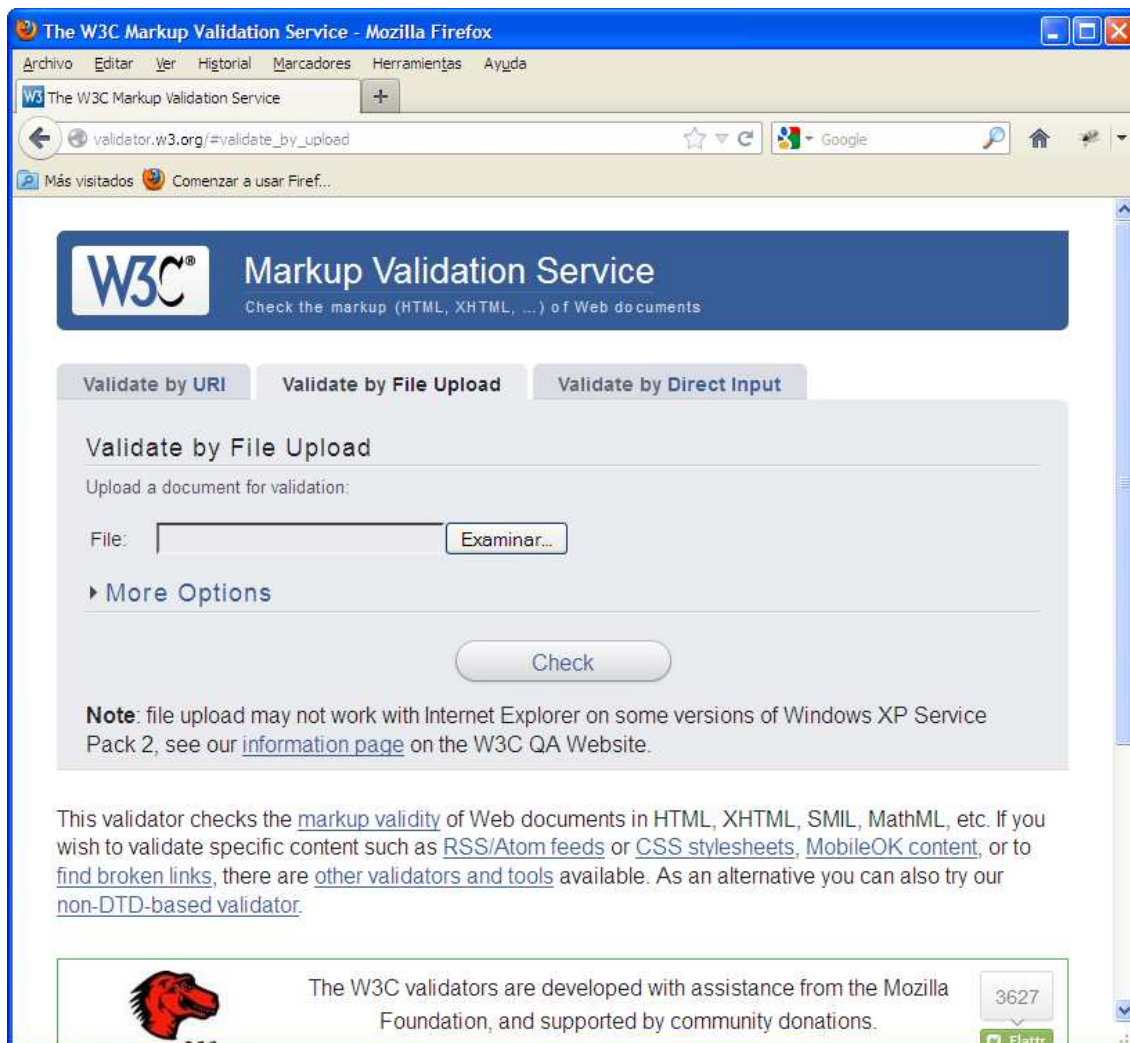 The W3C Markup Validation Service - Mozilla Firefox
Archivo Editar Ver Historial Marcadores Herramientas Ayuda
W3 The W3C Markup Validation Service +
validator.w3.org/#validate_by_upload Google
Más visitados Comenzar a usar Firef...
W3C® Markup Validation Service
Check the markup (HTML, XHTML, ...) of Web documents
Validate by URI Validate by File Upload Validate by Direct Input
Validate by File Upload
Upload a document for validation:
File: Examinar...
More Options
Check
Note: file upload may not work with Internet Explorer on some versions of Windows XP Service
Pack 2, see our information page on the W3C QA Website.
This validator checks the markup validity of Web documents in HTML, XHTML, SMIL, MathML, etc. If you
wish to validate specific content such as RSS/Atom feeds or CSS stylesheets, MobileOK content, or to
find broken links, there are other validators and tools available. As an alternative you can also try our
non-DTD-based validator.
The W3C validators are developed with assistance from the Mozilla
Foundation, and supported by community donations.
3627
Flattr